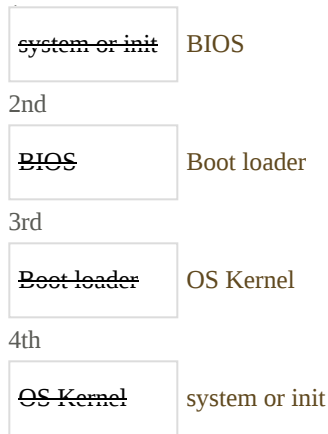 system or init BIOS
2nd
BIOS Boot loader
3rd
Boot loader OS Kernel
4th
OS Kernel system or init